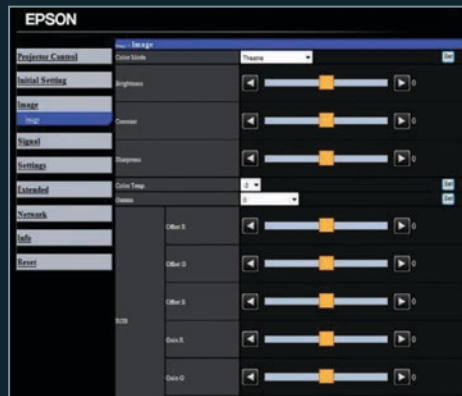 EPSON
Image
Projector Control
Color Mode
Theatre
Set
Initial Setting
Brightness
0
Image
Image
Contrast
0
Signal
Sharpness
0
Settings
Extended
Color Temp.
Set
Gamma
0
Set
Network
Offset R
0
Info
Offset G
0
Reset
Offset B
0
RGB
Gain R
0
Gain G
0